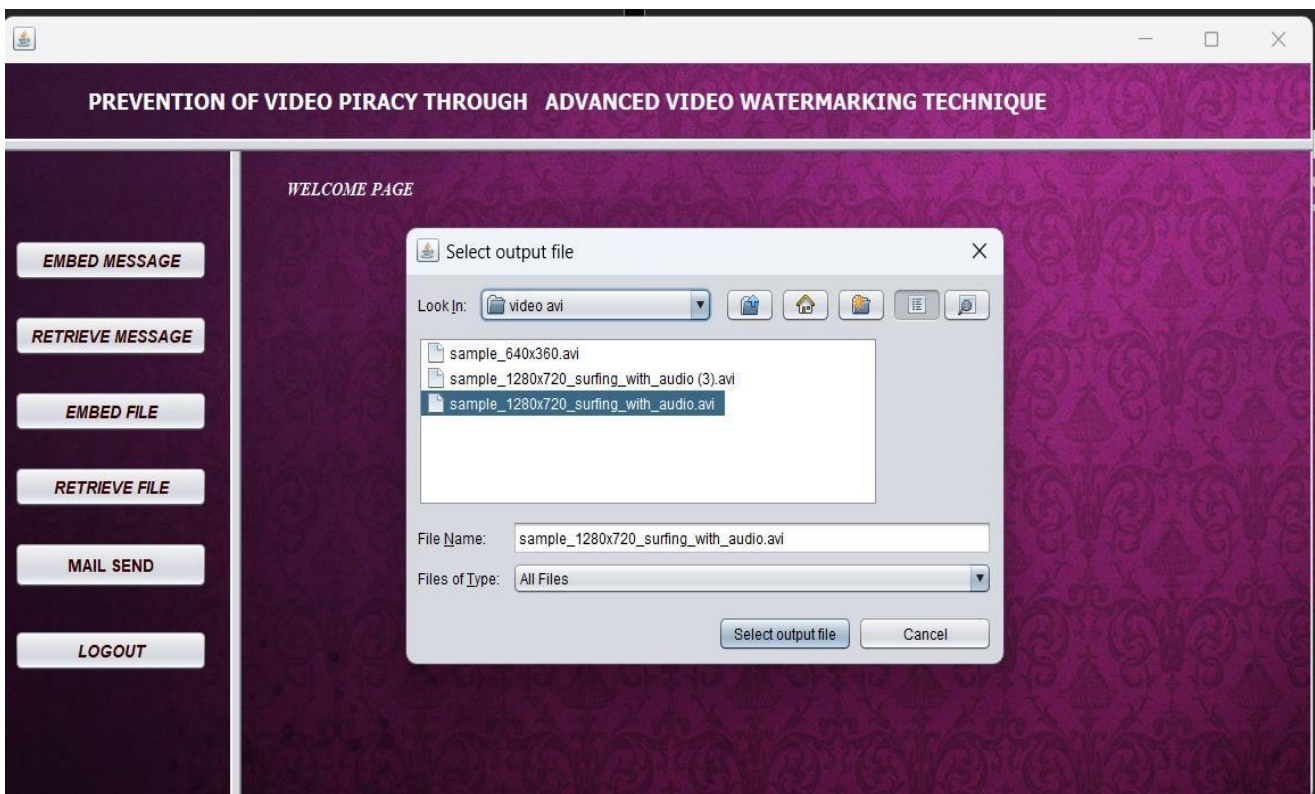 PREVENTION OF VIDEO PIRACY THROUGH ADVANCED VIDEO WATERMARKING TECHNIQUE
WELCOME PAGE
EMBED MESSAGE
RETRIEVE MESSAGE
EMBED FILE
RETRIEVE FILE
MAIL SEND
LOGOUT
Select output file
Look In: video avi
sample_640x360.avi
sample_1280x720_surfing_with_audio (3).avi
sample_1280x720_surfing_with_audio.avi
File Name: sample_1280x720_surfing_with_audio.avi
Files of Type: All Files
Select output file Cancel